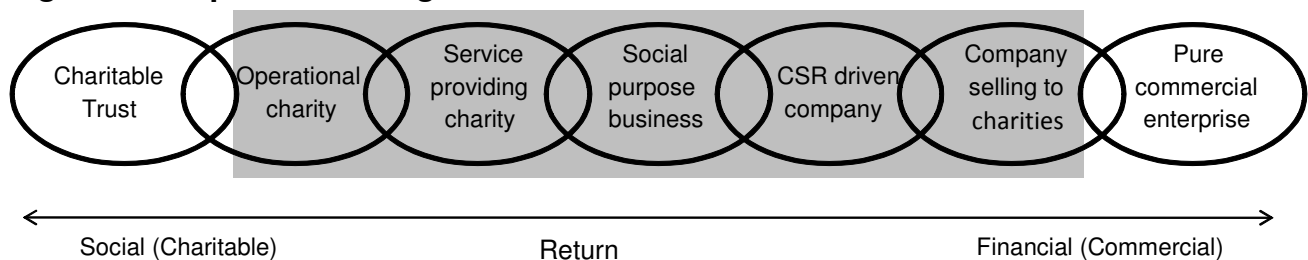 Charitable
Trust
Operational
charity
Service
providing
charity
Social
purpose
business
CSR driven
company
Company
selling to
charities
Pure
commercial
enterprise
Social (Charitable)
Return
Financial (Commercial)